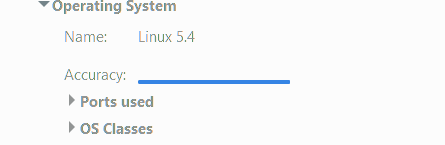 Operating System
Name: Linux 5.4
Accuracy:
Ports used
OS Classes